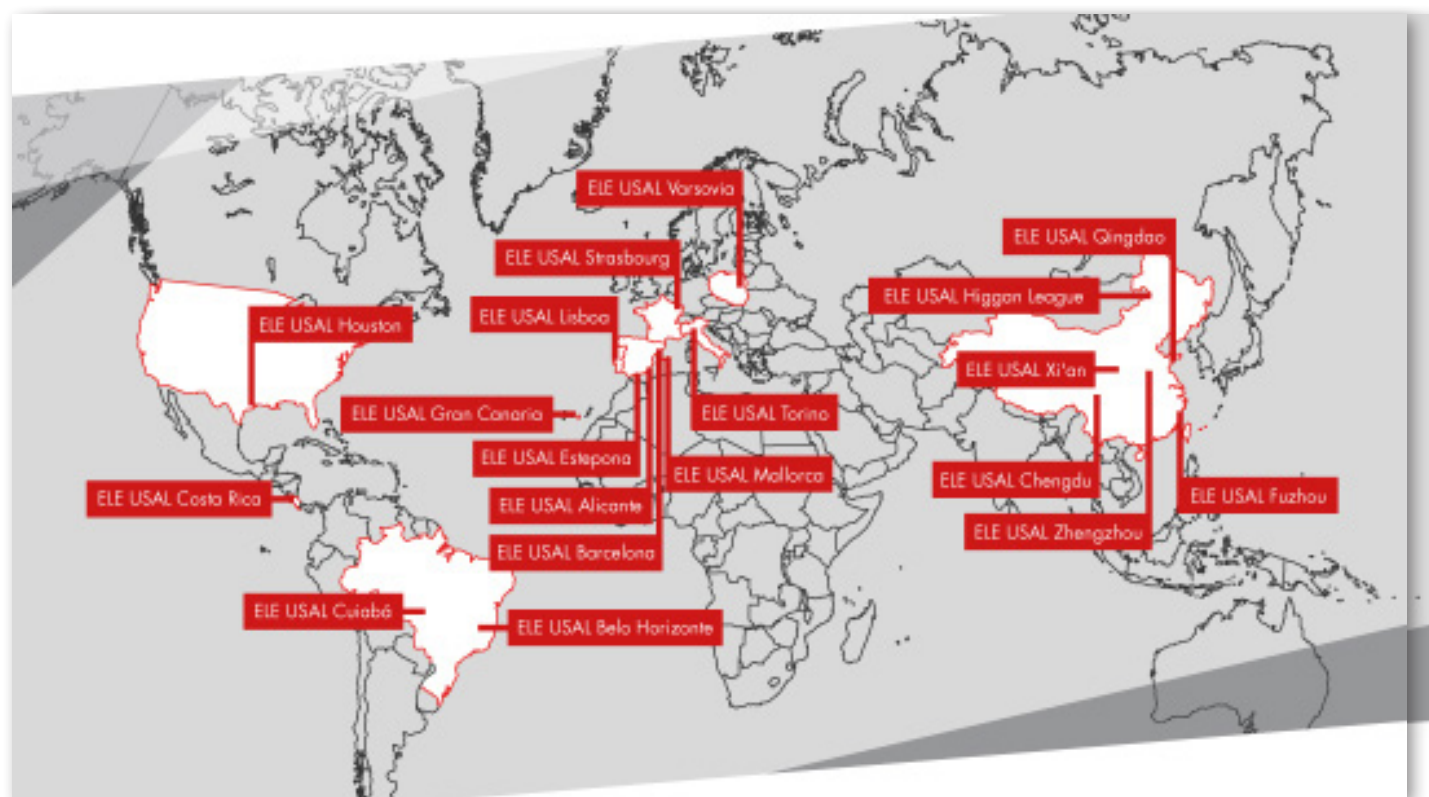 ELE USAL Varsovia
ELE USAL Qingdao
ELE USAL Strasbourg
ELE USAL Higgan League
ELE USAL Houston
ELE USAL Lisboa
ELE USAL Xi'an
ELE USAL Gran Canaria
ELE USAL Torino
ELE USAL Estepona
ELE USAL Mallorca
ELE USAL Chengdu
ELE USAL Costa Rica
ELE USAL Alicante
ELE USAL Fuzhou
ELE USAL Zhengzhou
ELE USAL Barcelona
ELE USAL Cuiabá
ELE USAL Belo Horizonte